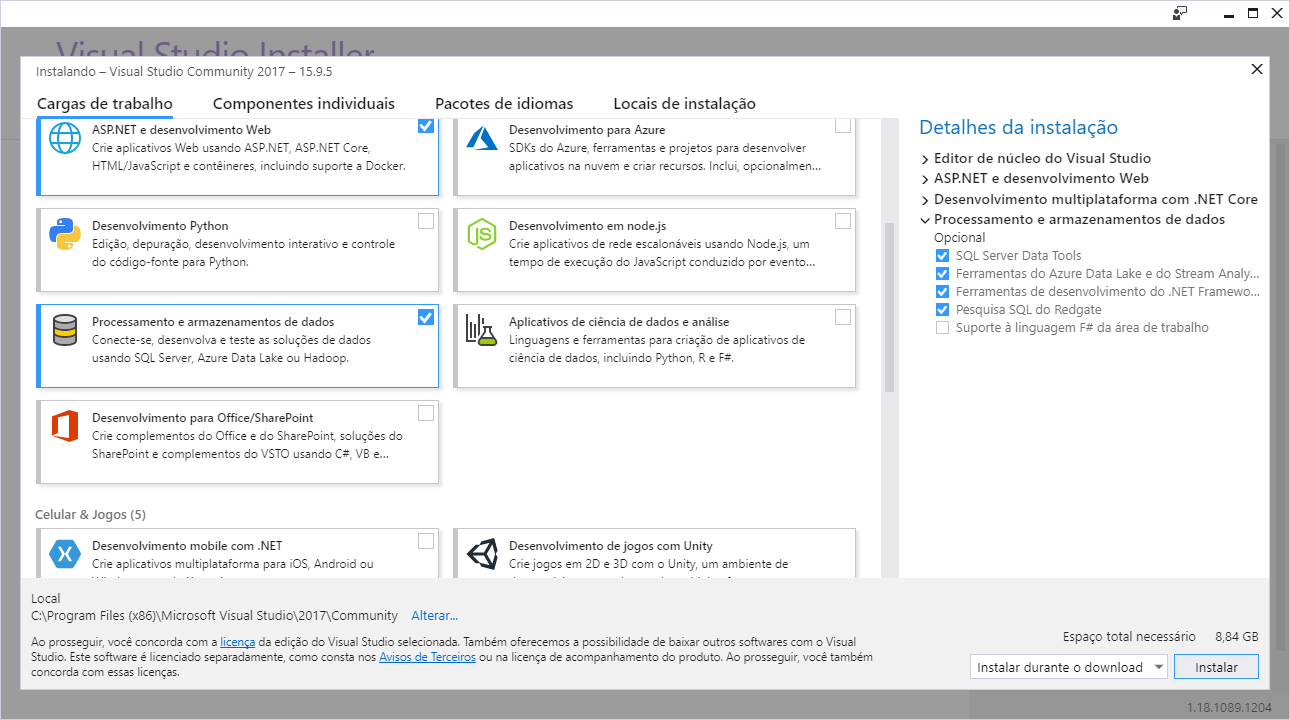 Visual Studio Installer
Instalando – Visual Studio Community 2017 – 15.9.5
Cargas de trabalho
Componentes individuais
Pacotes de idiomas
Locais de instalação
ASP.NET e desenvolvimento Web
Crie aplicativos Web usando ASP.NET, ASP.NET Core,
HTML/JavaScript e contêineres, incluindo suporte a Docker.
Desenvolvimento para Azure
SDKs do Azure, ferramentas e projetos para desenvolver
aplicativos na nuvem e criar recursos. Inclui, opcionalmen...
Desenvolvimento Python
Edição, depuração, desenvolvimento interativo e controle
do código-fonte para Python.
Desenvolvimento em node.js
Crie aplicativos de rede escalonáveis usando Node.js, um
tempo de execução do JavaScript conduzido por evento...
Processamento e armazenamentos de dados
Conecte-se, desenvolva e teste as soluções de dados
usando SQL Server, Azure Data Lake ou Hadoop.
Aplicativos de ciência de dados e análise
Linguagens e ferramentas para criação de aplicativos de
ciência de dados, incluindo Python, R e F#.
Desenvolvimento para Office/SharePoint
Crie complementos do Office e do SharePoint, soluções do
SharePoint e complementos do VSTO usando C#, VB e...
Celular & Jogos (5)
Desenvolvimento mobile com .NET
Crie aplicativos multiplataforma para iOS, Android ou
Desenvolvimento de jogos com Unity
Crie jogos em 2D e 3D com o Unity, um ambiente de
Detalhes da instalação
Editor de núcleo do Visual Studio
ASP.NET e desenvolvimento Web
Desenvolvimento multiplataforma com .NET Core
Processamento e armazenamentos de dados
Opcional
SQL Server Data Tools
Ferramentas do Azure Data Lake e do Stream Analy...
Ferramentas de desenvolvimento do .NET Framewo...
Pesquisa SQL do Redgate
Suporte à linguagem F# da área de trabalho
Local
C:\Program Files (x86)\Microsoft Visual Studio\2017\Community Alterar...
Ao prosseguir, você concorda com a licença da edição do Visual Studio selecionada. Também oferecemos a possibilidade de baixar outros softwares com o Visual
Studio. Este software é licenciado separadamente, como consta nos Avisos de Terceiros ou na licença de acompanhamento do produto. Ao prosseguir, você também
concorda com essas licenças.
Espaço total necessário 8,84 GB
Instalar durante o download
Instalar
1.18.1089.1204